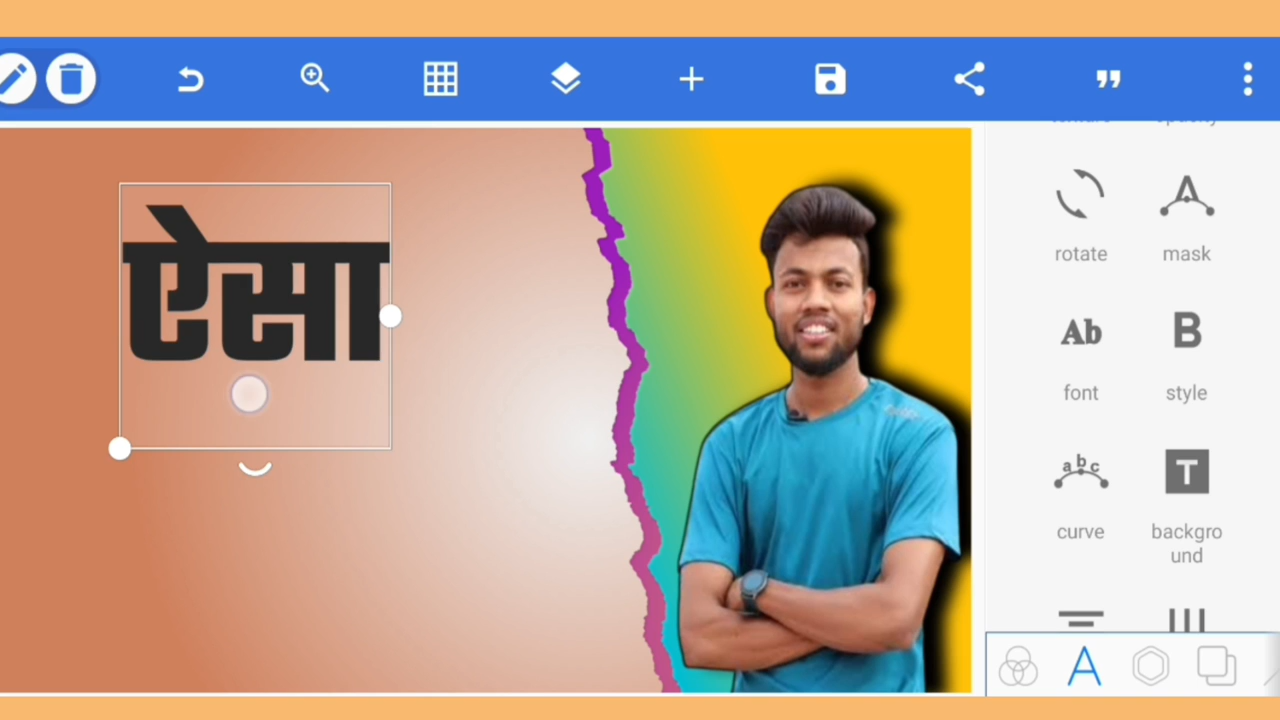 ऐसा
rotate
mask
Ab
B
font
style
abc
T
curve
backgro
und
A